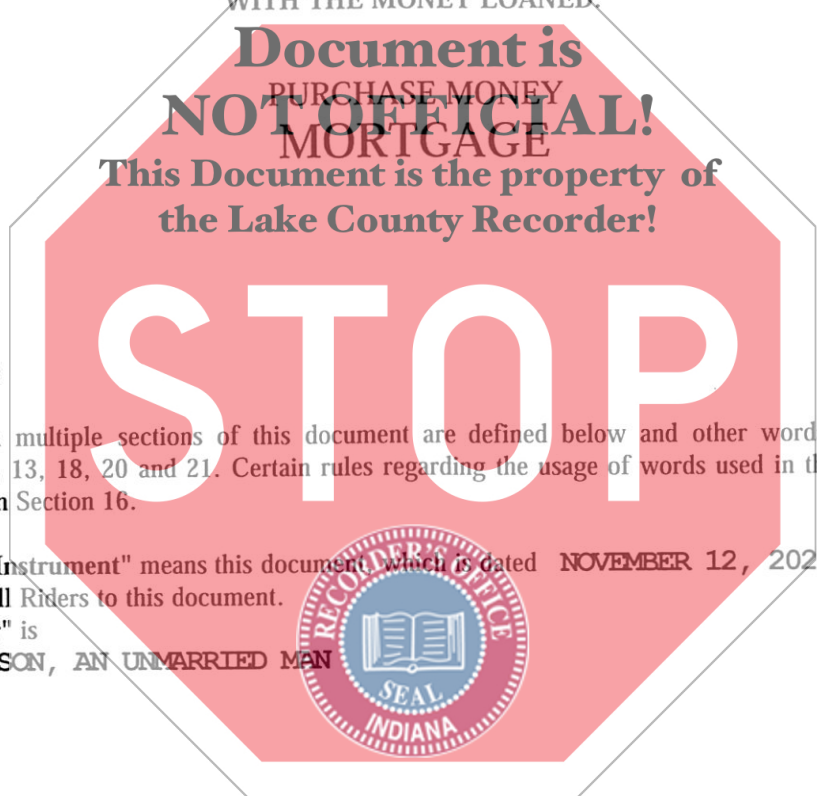 WITH THE MONEY LOANED.
Document is
PURCHASE MONEY
NOT OFFICIAL!
MORTGAGE
This Document is the property of
the Lake County Recorder!
STOP
multiple sections of this document are defined below and other word
13, 18, 20 and 21. Certain rules regarding the usage of words used in th
n Section 16.
Instrument" means this document, which is dated NOVEMBER 12, 202
ll Riders to this document.
" is
SON, AN UNMARRIED MAN
RECORDER'S OFFICE
SEAL
INDIANA